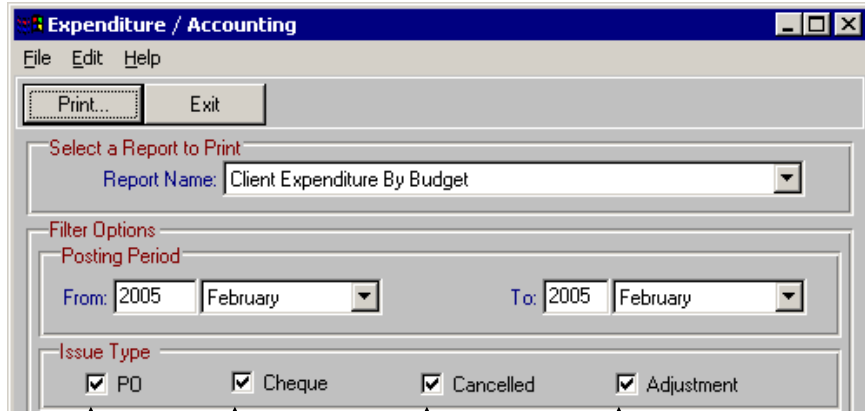 Expenditure / Accounting
File Edit Help
Print... Exit
Select a Report to Print
Report Name: Client Expenditure By Budget
Filter Options
Posting Period
From: 2005 February To: 2005 February
Issue Type
PO Cheque Cancelled Adjustment